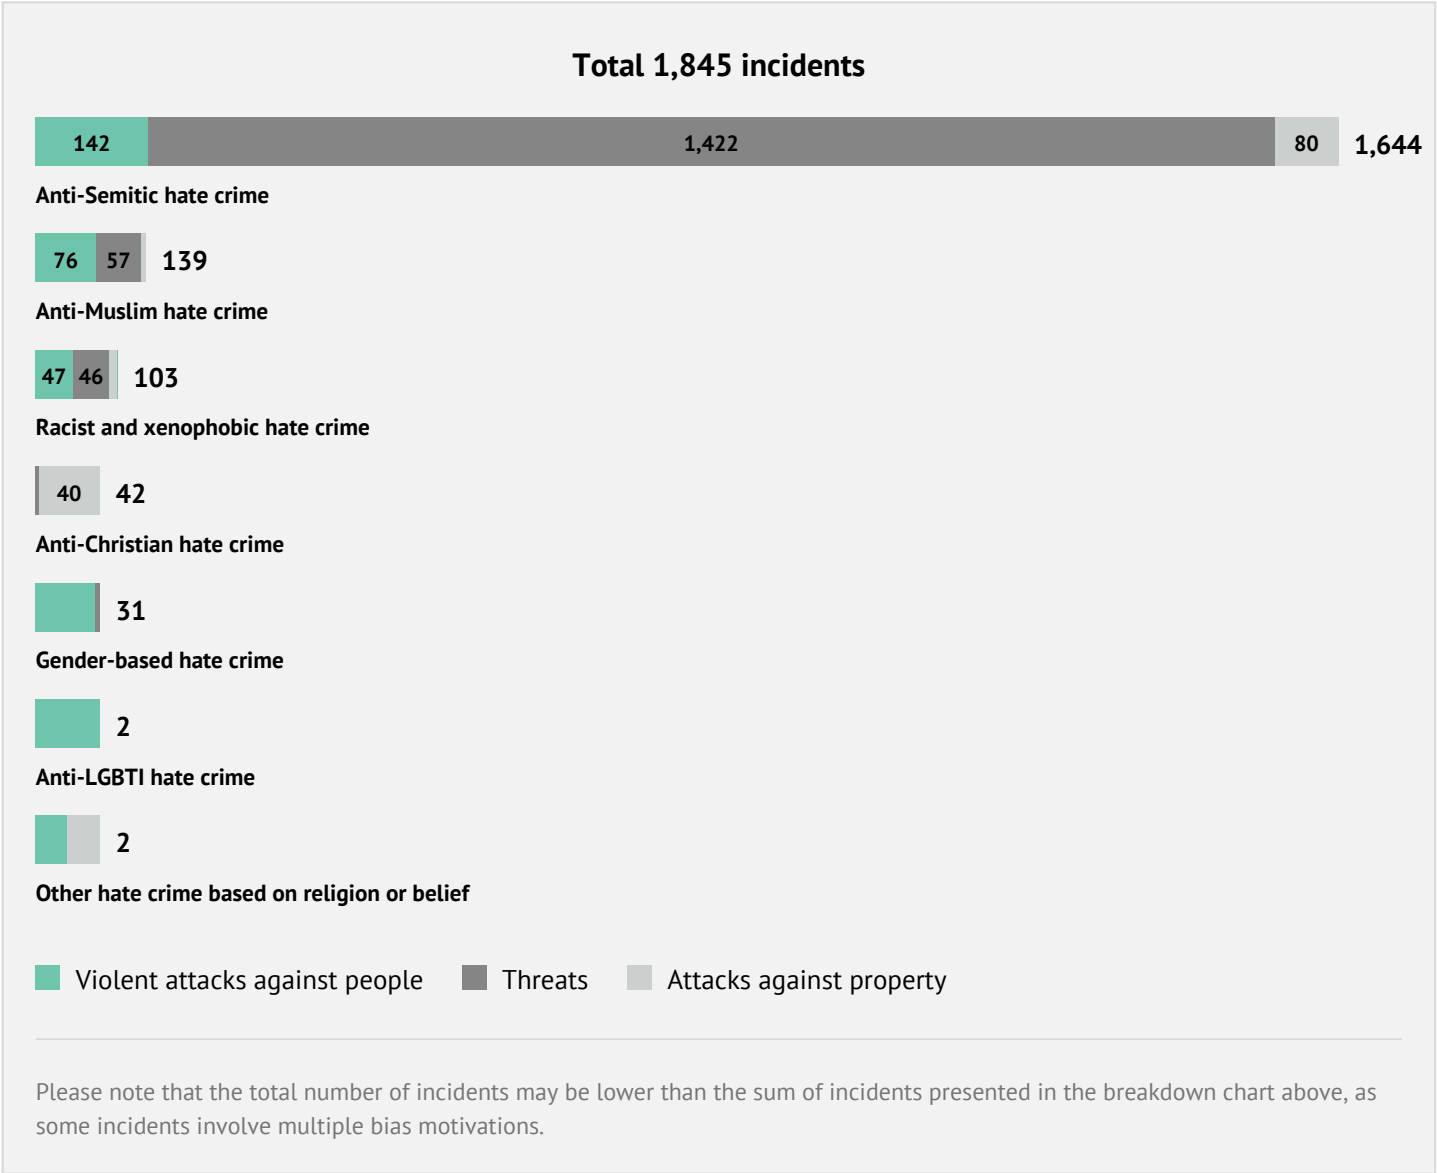 Total 1,845 incidents
142 1,422 80 1,644
Anti-Semitic hate crime
76 57 139
Anti-Muslim hate crime
47 46 103
Racist and xenophobic hate crime
40 42
Anti-Christian hate crime
31
Gender-based hate crime
2
Anti-LGBTI hate crime
2
Other hate crime based on religion or belief
Violent attacks against people Threats Attacks against property
Please note that the total number of incidents may be lower than the sum of incidents presented in the breakdown chart above, as
some incidents involve multiple bias motivations.